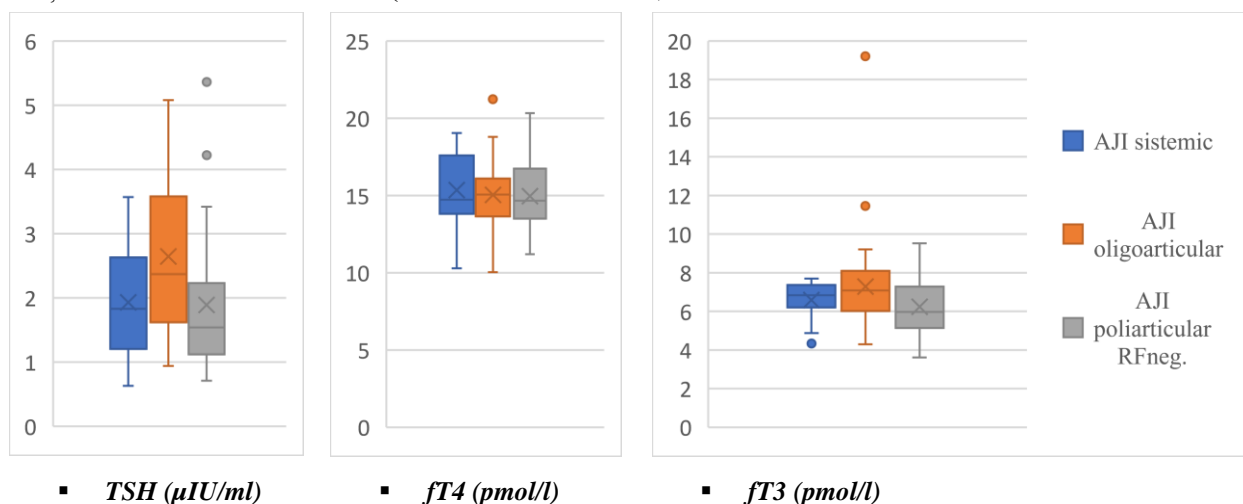 6
5
4
3
2
1
0
25
20
15
10
5
0
20
18
16
14
12
10
8
6
4
2
0
AJI sistemic
AJI
oligoarticular
AJI
poliarticular
RFneg.
▪ TSH (μIU/ml)
▪ fT4 (pmol/l)
▪ fT3 (pmol/l)